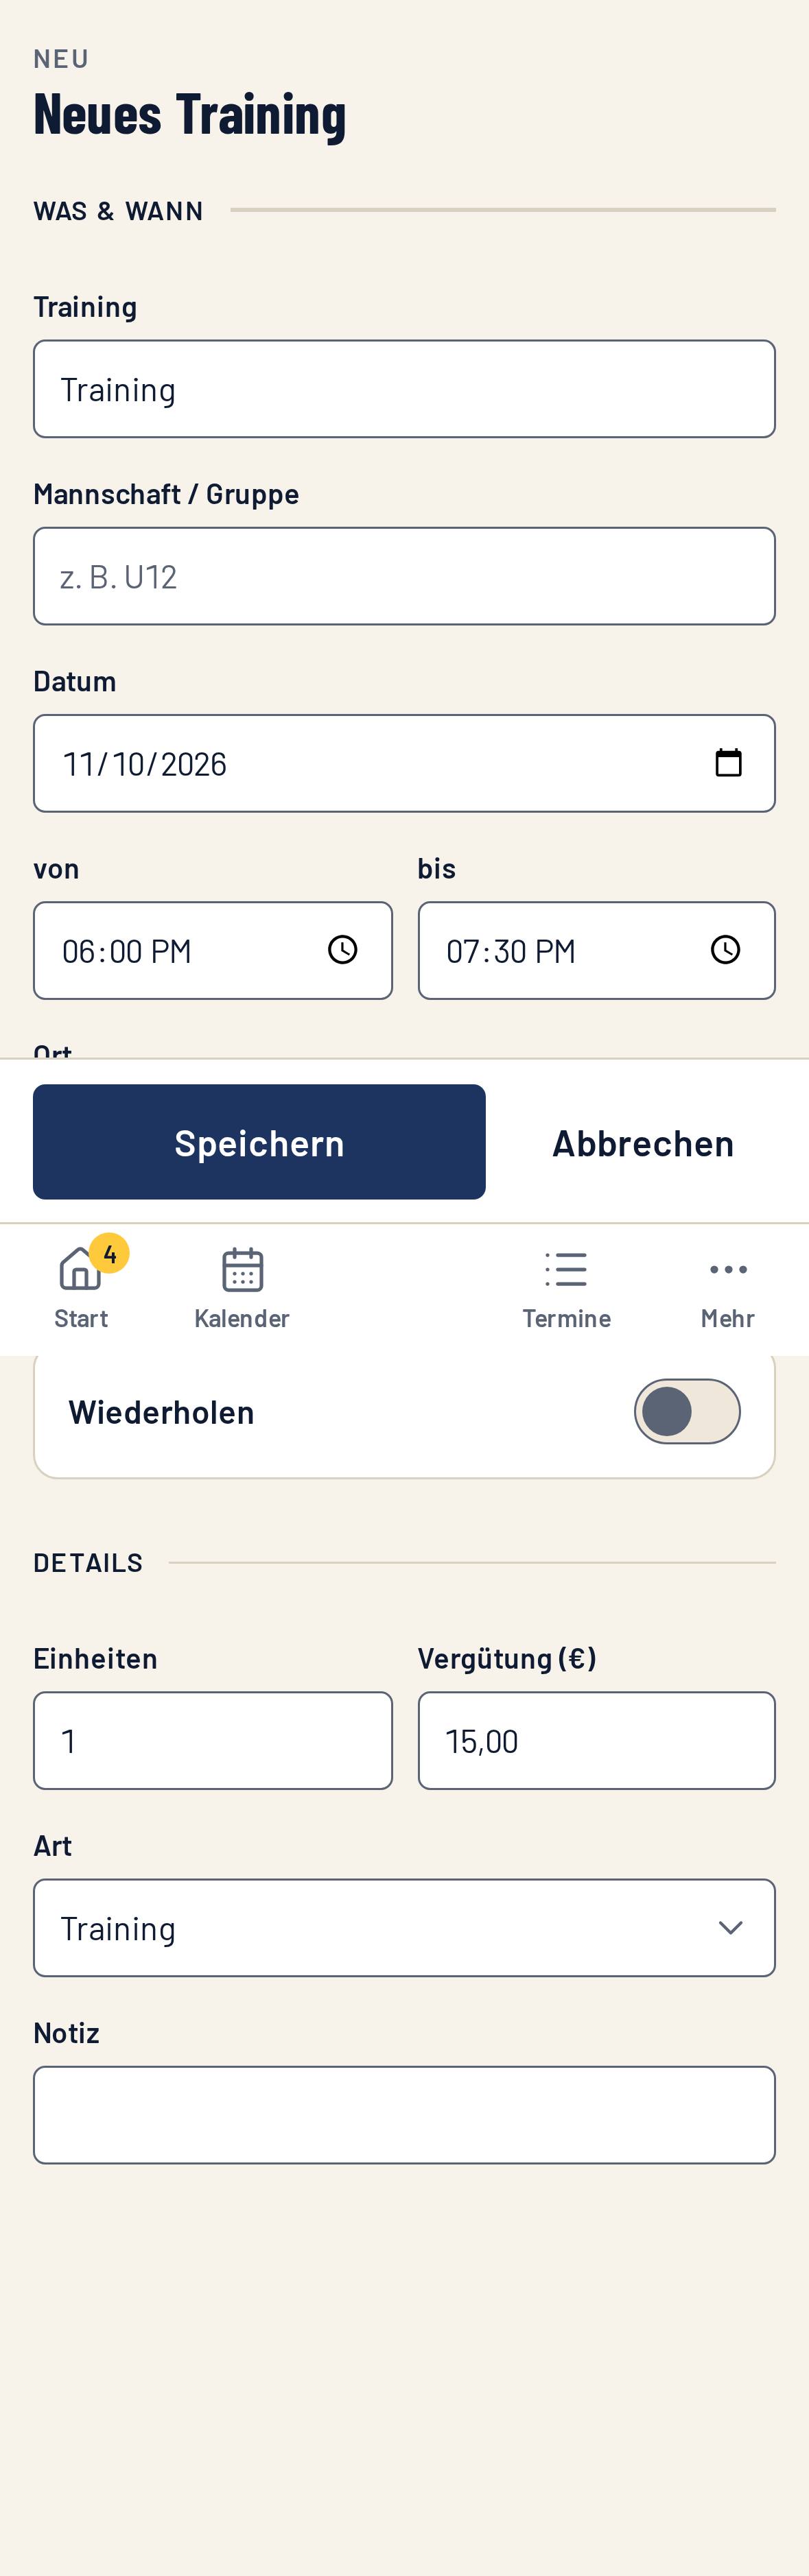 NEU
Neues Training
WAS & WANN
Training
Training
Mannschaft / Gruppe
z. B. U12
Datum
11/10/2026
von bis
06:00 PM 07:30 PM
Ort
Speichern Abbrechen
4
Start Kalender Termine Mehr
Wiederholen
DETAILS
Einheiten Vergütung (€)
1 15,00
Art
Training
Notiz